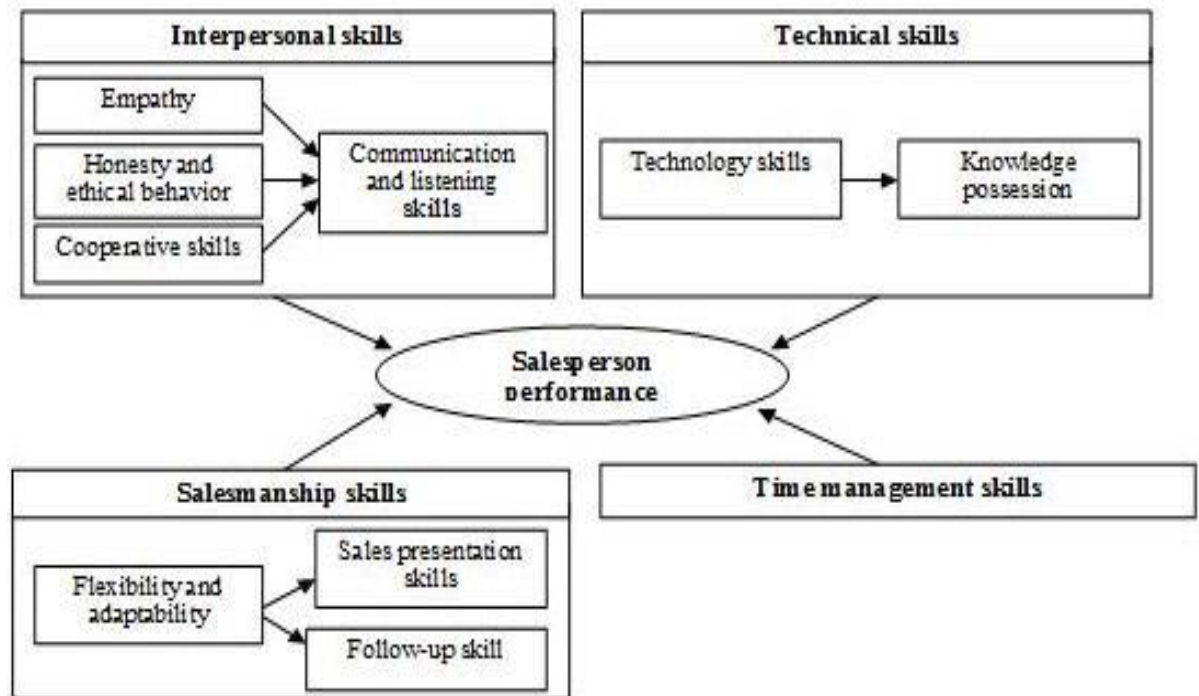 Interpersonal skills
Empathy
Honesty and
ethical behavior
Cooperative skills
Communication
and listening
skills
Technical skills
Technology skills
Knowledge
possession
Salesperson
performance
Salesmanship skills
Flexibility and
adaptability
Sales presentation
skills
Follow-up skill
Time management skills